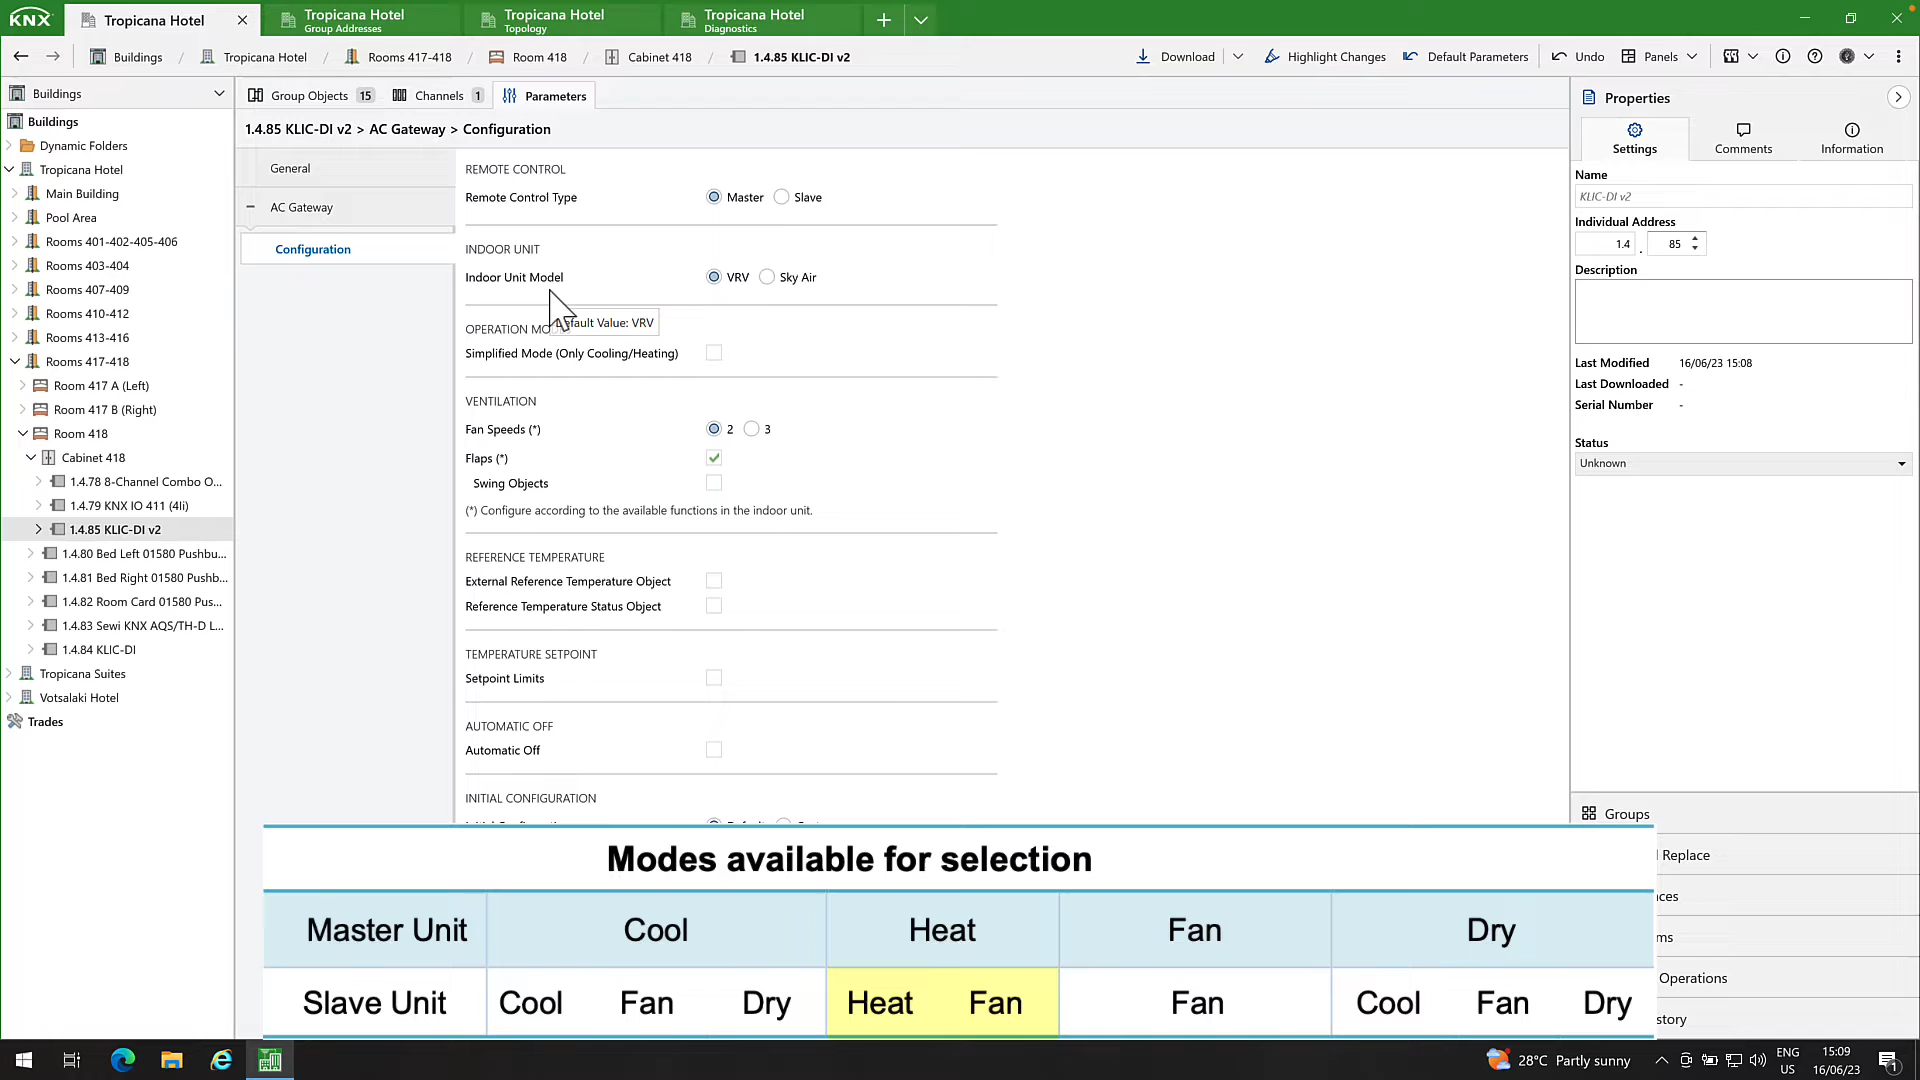 KNX
Tropicana Hotel
Tropicana Hotel
Group Addresses
Tropicana Hotel
Topology
Tropicana Hotel
Diagnostics
Buildings / Tropicana Hotel / Rooms 417-418 / Room 418 / Cabinet 418 / 1.4.85 KLIC-DI v2
Download Highlight Changes Default Parameters Undo Panels
Buildings
Buildings
Dynamic Folders
Tropicana Hotel
Main Building
Pool Area
Rooms 401-402-405-406
Rooms 403-404
Rooms 407-409
Rooms 410-412
Rooms 413-416
Rooms 417-418
Room 417 A (Left)
Room 417 B (Right)
Room 418
Cabinet 418
1.4.78 8-Channel Combo O...
1.4.79 KNX IO 411 (4li)
1.4.85 KLIC-DI v2
1.4.80 Bed Left 01580 Pushbu...
1.4.81 Bed Right 01580 Pushb...
1.4.82 Room Card 01580 Pus...
1.4.83 Sewi KNX AQS/TH-D L...
1.4.84 KLIC-DI
Tropicana Suites
Votsalaki Hotel
Trades
Group Objects 15 Channels 1 Parameters
1.4.85 KLIC-DI v2 > AC Gateway > Configuration
General
AC Gateway
Configuration
REMOTE CONTROL
Remote Control Type Master Slave
INDOOR UNIT
Indoor Unit Model VRV Sky Air
Default Value: VRV
OPERATION MO
Simplified Mode (Only Cooling/Heating)
VENTILATION
Fan Speeds (*) 2 3
Flaps (*)
Swing Objects
(*) Configure according to the available functions in the indoor unit.
REFERENCE TEMPERATURE
External Reference Temperature Object
Reference Temperature Status Object
TEMPERATURE SETPOINT
Setpoint Limits
AUTOMATIC OFF
Automatic Off
INITIAL CONFIGURATION
Properties
Settings Comments Information
Name
KLIC-DI v2
Individual Address
1.4 . 85
Description
Last Modified 16/06/23 15:08
Last Downloaded -
Serial Number -
Status
Unknown
Groups
Replace
ces
ms
Operations
story
Modes available for selection
Master Unit Cool Heat Fan Dry
Slave Unit Cool Fan Dry Heat Fan Fan Cool Fan Dry
28°C Partly sunny
ENG
US
15:09
16/06/23
1